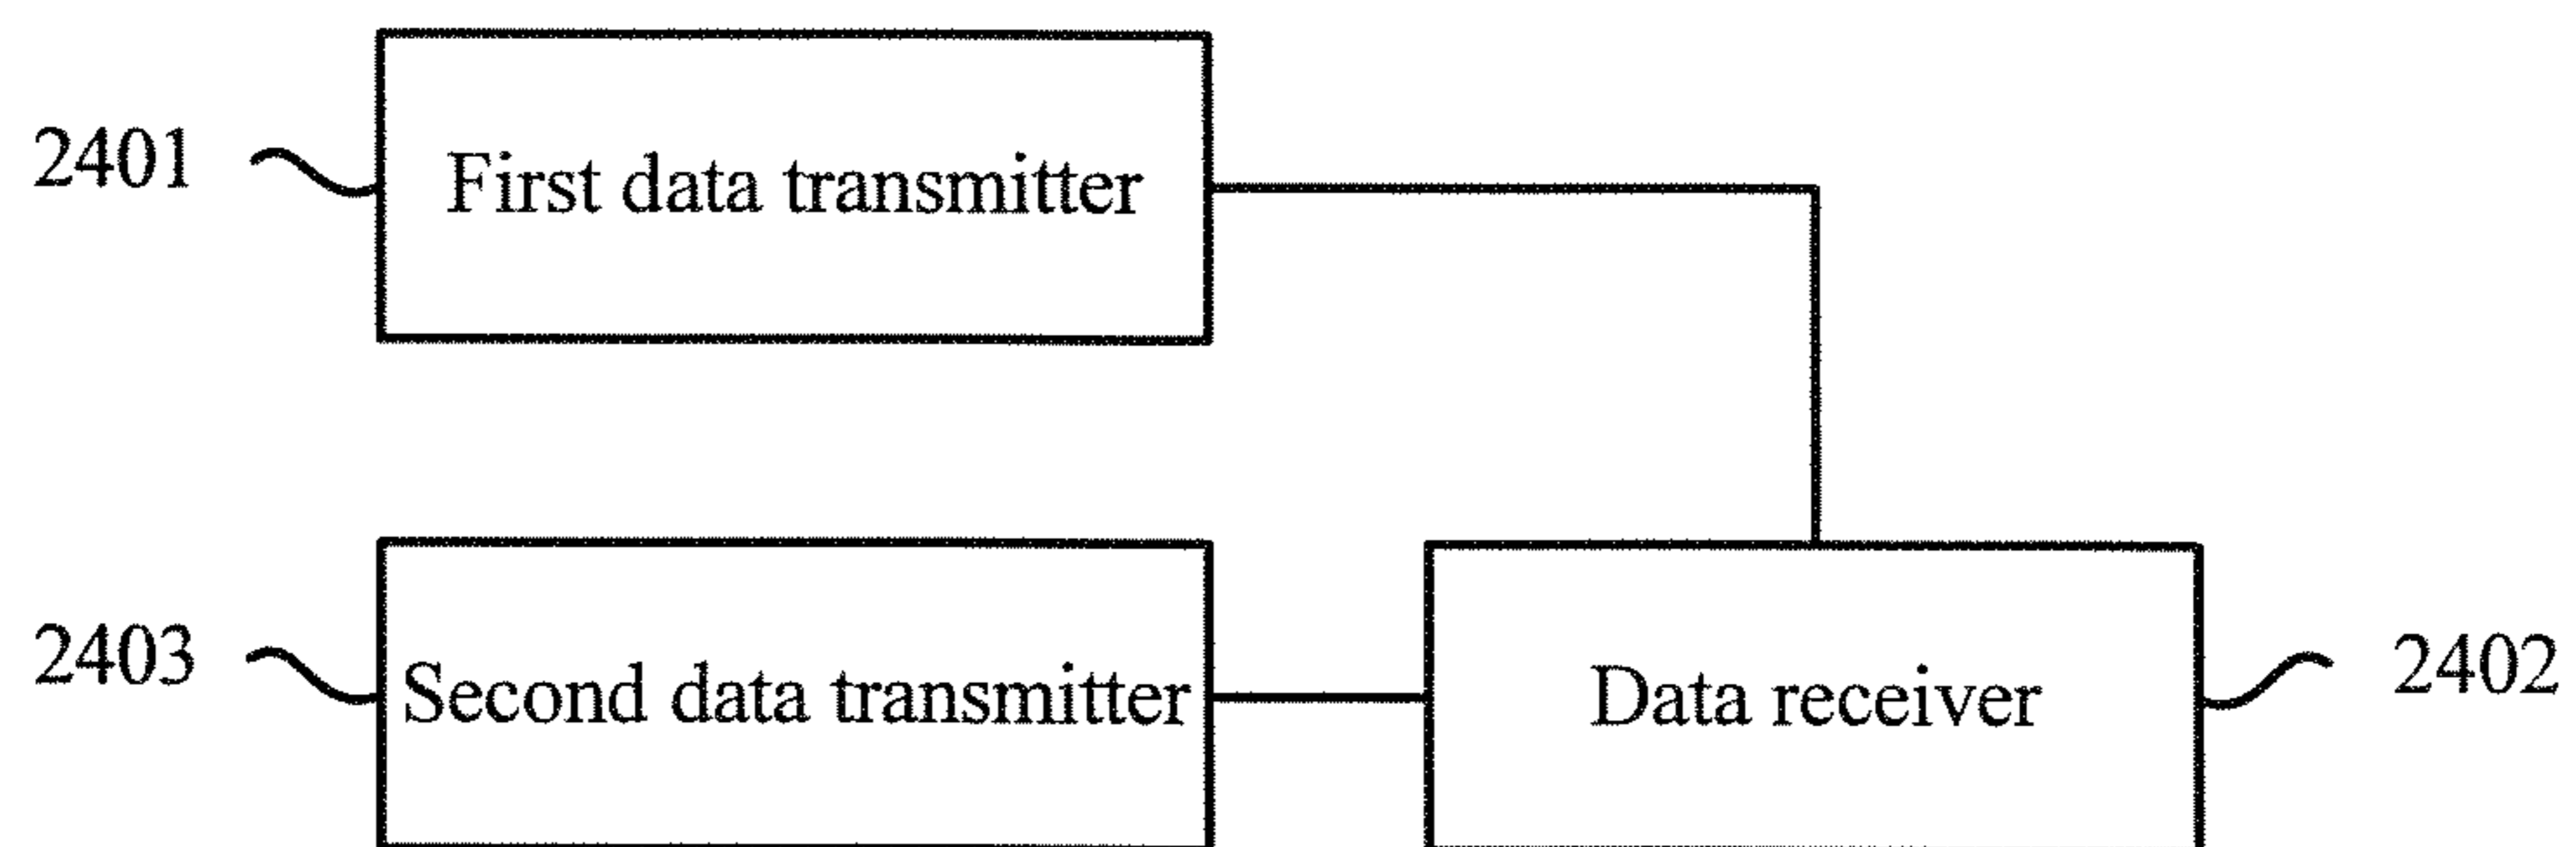 2401
First data transmitter
2403
Second data transmitter
Data receiver
2402